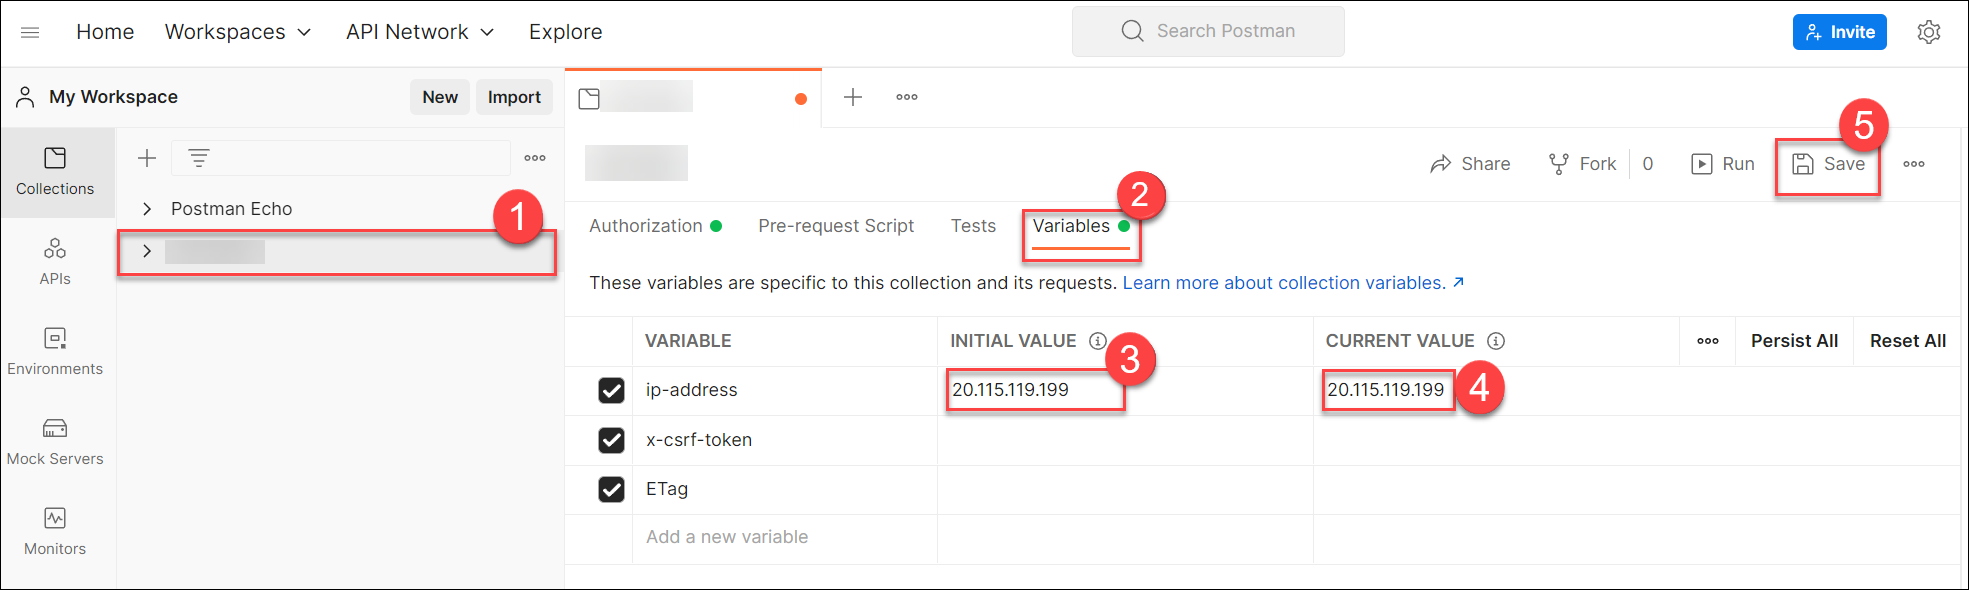 Home Workspaces API Network Explore Search Postman Invite
My Workspace New Import
Collections
APIs
Environments
Mock Servers
Monitors
Postman Echo
1
Share Fork 0 Run Save
5
Authorization Pre-request Script Tests Variables
2
These variables are specific to this collection and its requests. Learn more about collection variables. ↗
VARIABLE INITIAL VALUE CURRENT VALUE Persist All Reset All
3
ip-address 20.115.119.199 20.115.119.199
4
x-csrf-token
ETag
Add a new variable